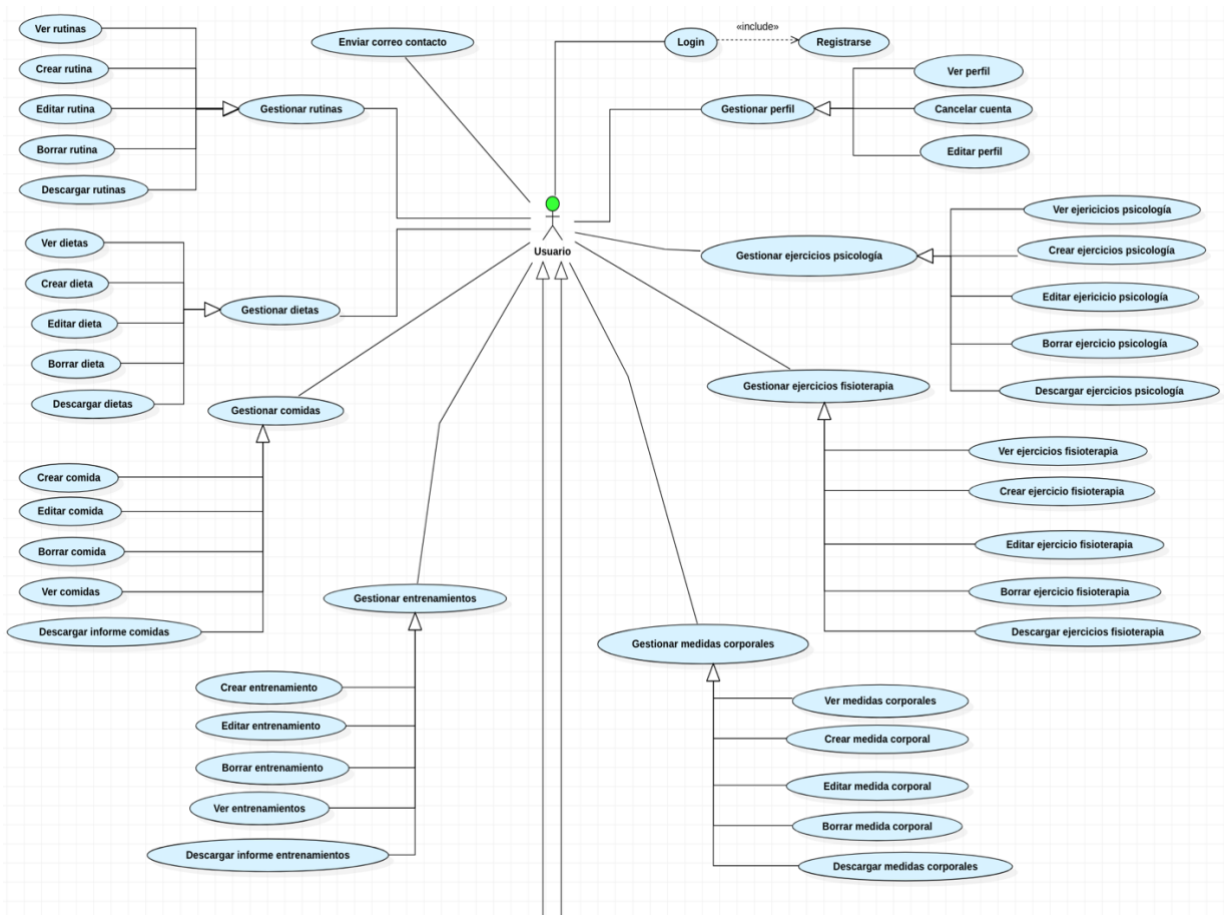 Ver rutinas
Crear rutina
Editar rutina
Borrar rutina
Descargar rutinas
Gestionar rutinas
Enviar correo contacto
Login
«include»
Registrarse
Gestionar perfil
Ver perfil
Cancelar cuenta
Editar perfil
Usuario
Ver dietas
Crear dieta
Editar dieta
Borrar dieta
Descargar dietas
Gestionar dietas
Gestionar ejercicios psicología
Ver ejericicios psicología
Crear ejercicios psicología
Editar ejericicio psicología
Borrar ejercicio psicología
Descargar ejercicios psicología
Gestionar comidas
Crear comida
Editar comida
Borrar comida
Ver comidas
Descargar informe comidas
Gestionar ejercicios fisioterapia
Ver ejercicios fisioterapia
Crear ejercicio fisioterapia
Editar ejercicio fisioterapia
Borrar ejercicio fisioterapia
Descargar ejercicios fisioterapia
Gestionar entrenamientos
Crear entrenamiento
Editar entrenamiento
Borrar entrenamiento
Ver entrenamientos
Descargar informe entrenamientos
Gestionar medidas corporales
Ver medidas corporales
Crear medida corporal
Editar medida corporal
Borrar medida corporal
Descargar medidas corporales